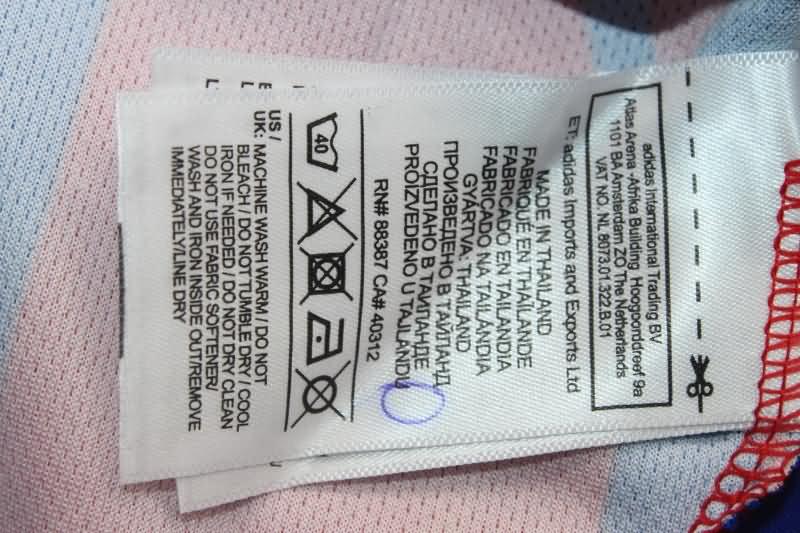 adidas International Trading BV
Atlas Arena -Afrika Building Hoogoorddreef 9a
1101 BA Amsterdam ZO The Netherlands
VAT NO. NL 8073.01.322.B.01
ET: adidas Imports and Exports Ltd
MADE IN THAILAND
FABRIQUÉ EN THAÏLANDE
FABRICADO EN TAILANDIA
FABRICADO NA TAILÂNDIA
GYÁRTVA: THAILAND
ПРОИЗВЕДЕНО В ТАЙЛАНД
СДЕЛАНО В ТАИЛАНДЕ
PROIZVEDENO U TAJLANDU
RN# 88387 CA# 40312
40
US /
UK: MACHINE WASH WARM / DO NOT
BLEACH / DO NOT TUMBLE DRY / COOL
IRON IF NEEDED / DO NOT DRY CLEAN
DO NOT USE FABRIC SOFTENER/
WASH AND IRON INSIDE OUT/REMOVE
IMMEDIATELY/LINE DRY